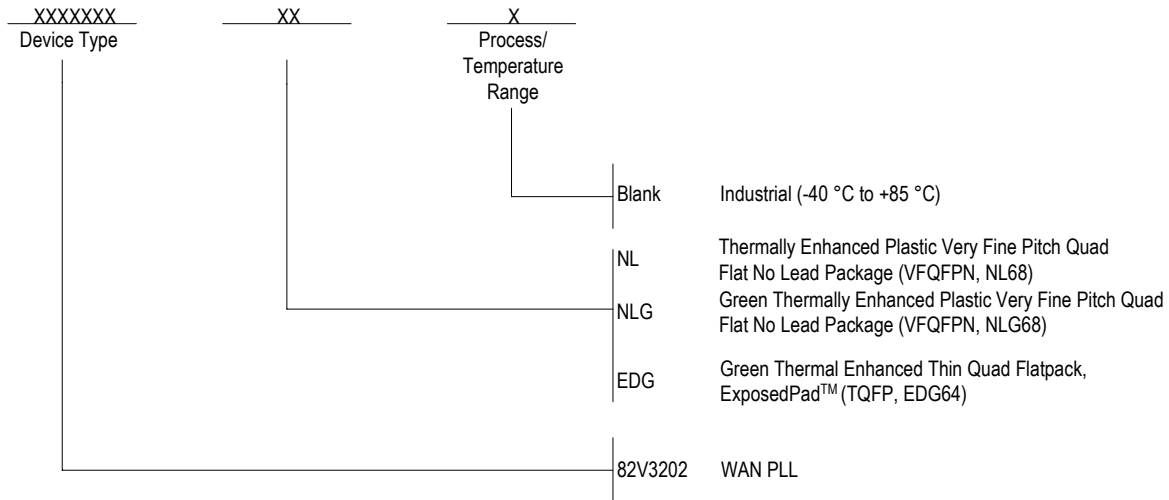 XXXXXXX XX X
Device Type
Process/
Temperature
Range
Blank Industrial (-40 °C to +85 °C)
NL Thermally Enhanced Plastic Very Fine Pitch Quad
Flat No Lead Package (VFQFPN, NL68)
NLG Green Thermally Enhanced Plastic Very Fine Pitch Quad
Flat No Lead Package (VFQFPN, NLG68)
EDG Green Thermal Enhanced Thin Quad Flatpack,
ExposedPad™ (TQFP, EDG64)
82V3202 WAN PLL